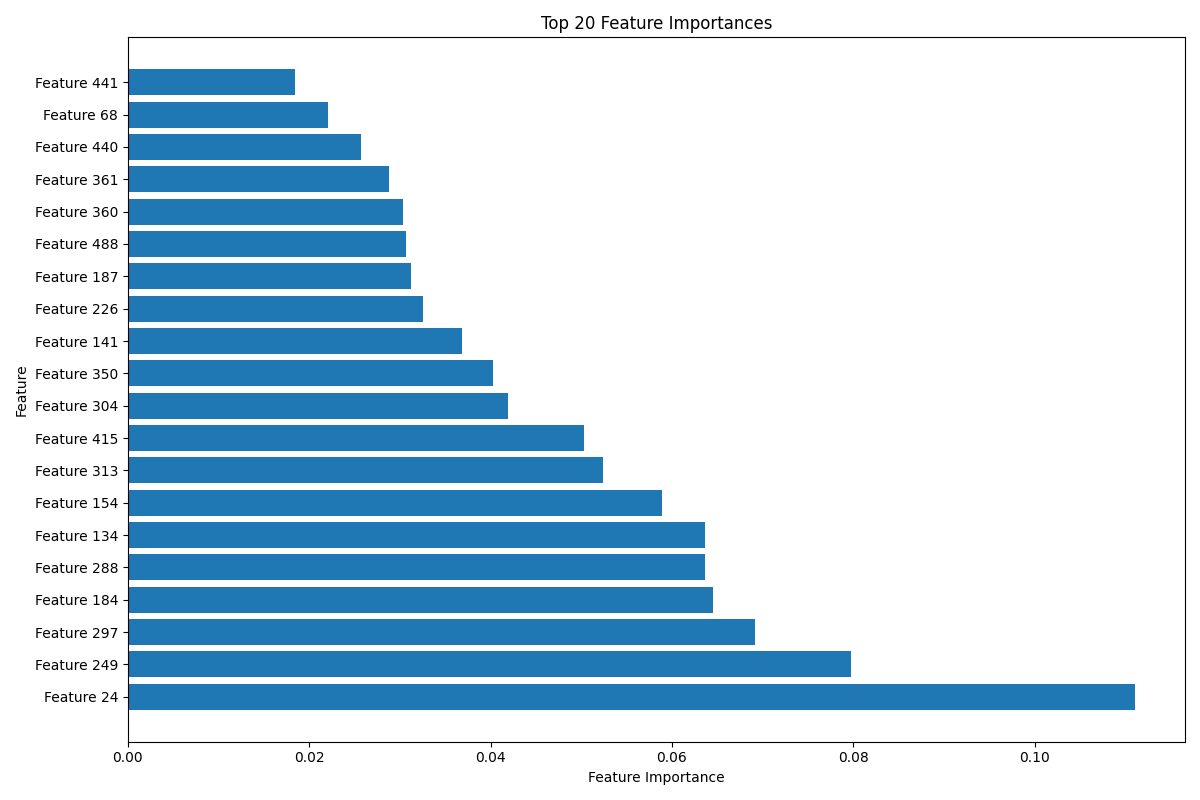 Top 20 Feature Importances
Feature 441
Feature 68
Feature 440
Feature 361
Feature 360
Feature 488
Feature 187
Feature 226
Feature 141
Feature 350
Feature 304
Feature 415
Feature 313
Feature 154
Feature 134
Feature 288
Feature 184
Feature 297
Feature 249
Feature 24
Feature
0.00 0.02 0.04 0.06 0.08 0.10
Feature Importance